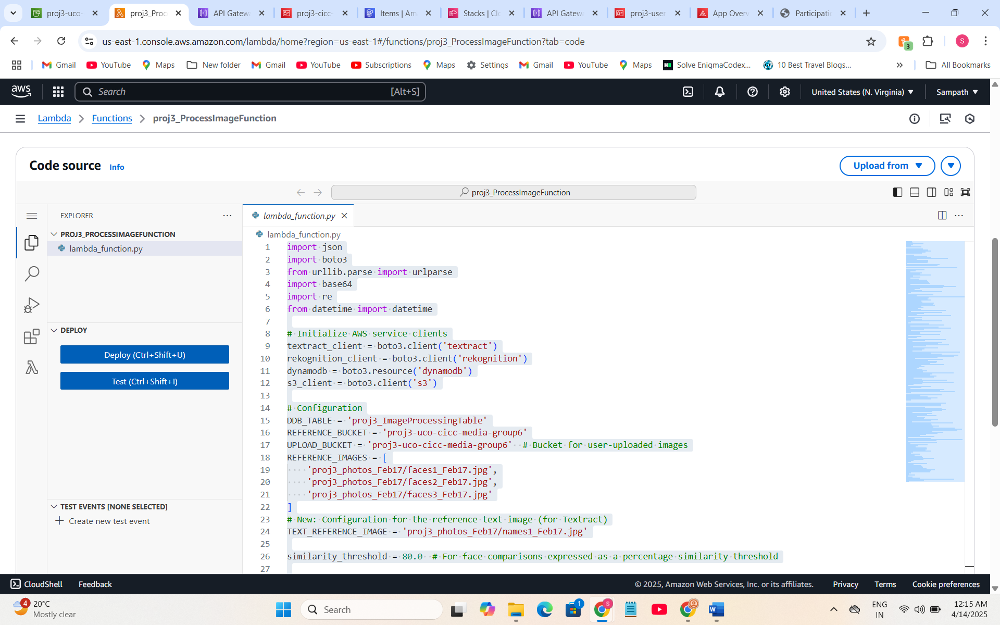 proj3-uco-
proj3_Proc
API Gatew
proj3-cicc-
Items | Am
Stacks | Clo
API Gatew
proj3-user
App Overv
Participatic
us-east-1.console.aws.amazon.com/lambda/home?region=us-east-1#/functions/proj3_ProcessImageFunction?tab=code
3
S
Gmail
YouTube
Maps
New folder
Gmail
YouTube
Subscriptions
Maps
Settings
Gmail
YouTube
Maps
Solve EnigmaCodex...
10 Best Travel Blogs...
All Bookmarks
aws
Search
[Alt+S]
United States (N. Virginia)
Sampath
Lambda
Functions
proj3_ProcessImageFunction
Code source
Info
Upload from
proj3_ProcessImageFunction
EXPLORER
PROJ3_PROCESSIMAGEFUNCTION
lambda_function.py
DEPLOY
Deploy (Ctrl+Shift+U)
Test (Ctrl+Shift+I)
TEST EVENTS [NONE SELECTED]
Create new test event
lambda_function.py
lambda_function.py
1 import json
2 import boto3
3 from urllib.parse import urlparse
4 import base64
5 import re
6 from datetime import datetime
7
8 # Initialize AWS service clients
9 textract_client = boto3.client('textract')
10 rekognition_client = boto3.client('rekognition')
11 dynamodb = boto3.resource('dynamodb')
12 s3_client = boto3.client('s3')
13
14 # Configuration
15 DDB_TABLE = 'proj3_ImageProcessingTable'
16 REFERENCE_BUCKET = 'proj3-uco-cicc-media-group6'
17 UPLOAD_BUCKET = 'proj3-uco-cicc-media-group6'  # Bucket for user-uploaded images
18 REFERENCE_IMAGES = [
19     'proj3_photos_Feb17/faces1_Feb17.jpg',
20     'proj3_photos_Feb17/faces2_Feb17.jpg',
21     'proj3_photos_Feb17/faces3_Feb17.jpg'
22 ]
23 # New: Configuration for the reference text image (for Textract)
24 TEXT_REFERENCE_IMAGE = 'proj3_photos_Feb17/names1_Feb17.jpg'
25
26 similarity_threshold = 80.0  # For face comparisons expressed as a percentage similarity threshold
27
CloudShell
Feedback
© 2025, Amazon Web Services, Inc. or its affiliates.
Privacy
Terms
Cookie preferences
4
20°C
Mostly clear
Search
1
S
ENG
IN
12:15 AM
4/14/2025